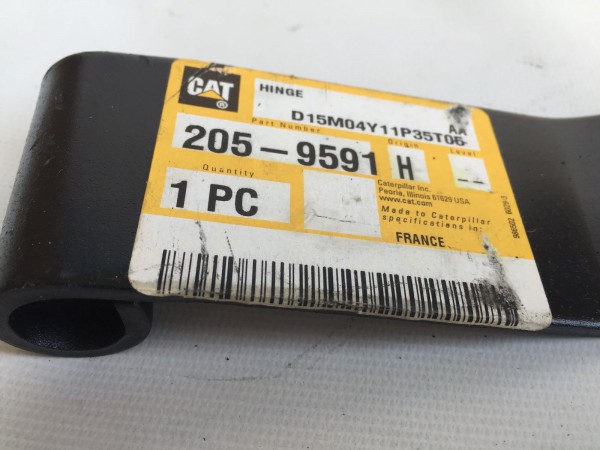 CAT®
HINGE
D15M04Y11P35T06
AA
Part Number
Origin
Level
205-9591
H
--
Quantity
1 PC
Caterpillar Inc.
Peoria, Illinois 61629 USA
www.cat.com
Made to Caterpillar
specifications in:
FRANCE